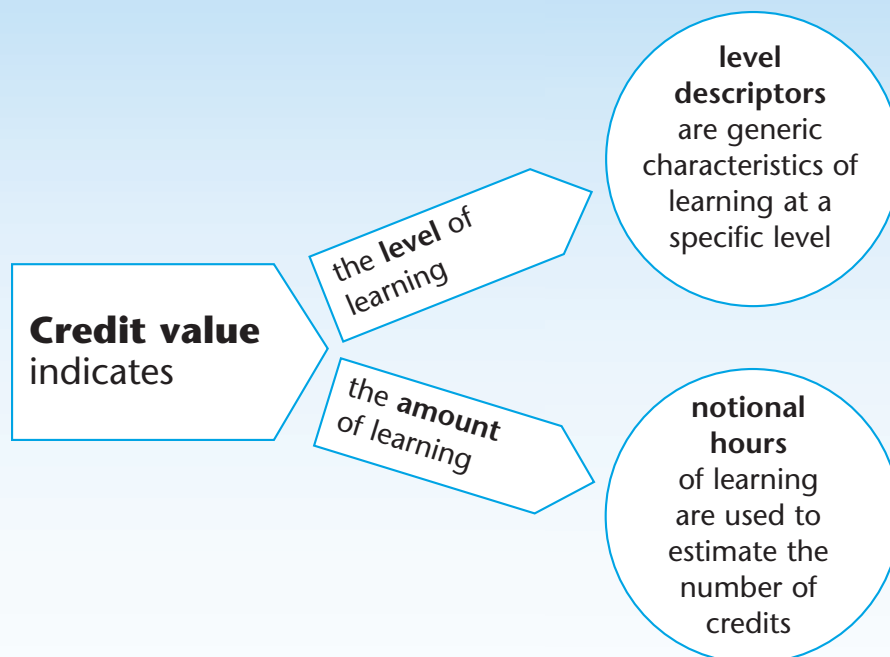 Credit value
indicates
the level of
learning
level
descriptors
are generic
characteristics of
learning at a
specific level
the amount
of learning
notional
hours
of learning
are used to
estimate the
number of
credits